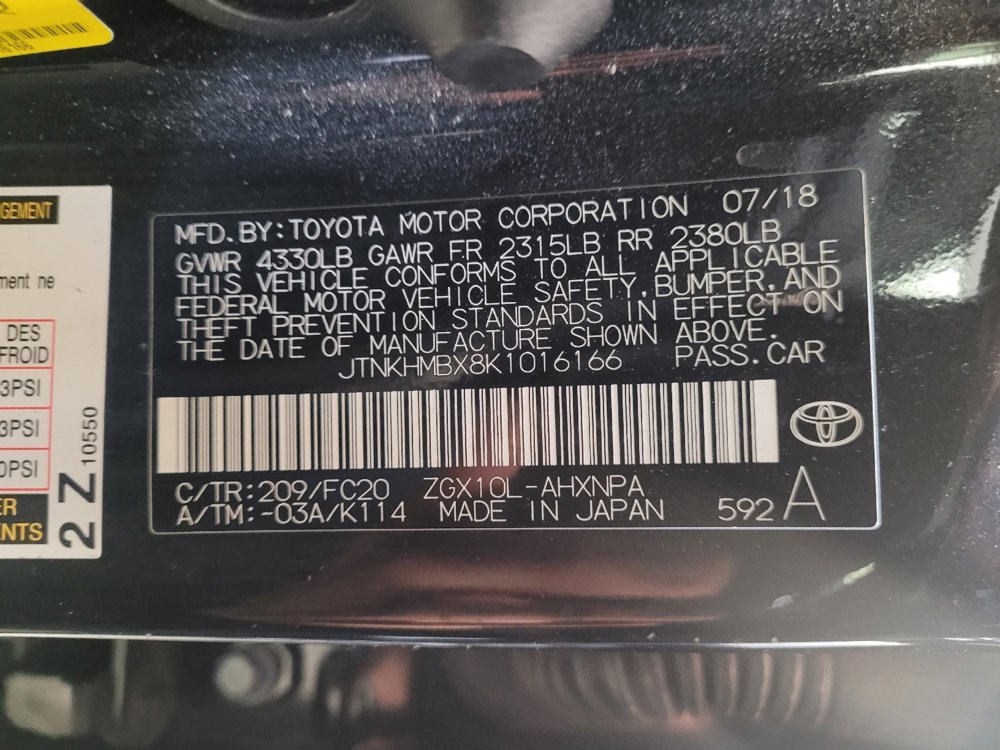 16166
GEMENT
ment ne
DES
FROID
3PSI
3PSI
0PSI
ER
ENTS
2Z
10550
MFD. BY: TOYOTA MOTOR CORPORATION 07/18
GVWR 4330LB GAWR FR 2315LB RR 2380LB
THIS VEHICLE CONFORMS TO ALL APPLICABLE
FEDERAL MOTOR VEHICLE SAFETY, BUMPER, AND
THEFT PREVENTION STANDARDS IN EFFECT ON
THE DATE OF MANUFACTURE SHOWN ABOVE.
JTNKHMBX8K1016166 PASS. CAR
C/TR: 209/FC20 ZGX10L-AHXNPA
A/TM: -03A/K114 MADE IN JAPAN 592 A